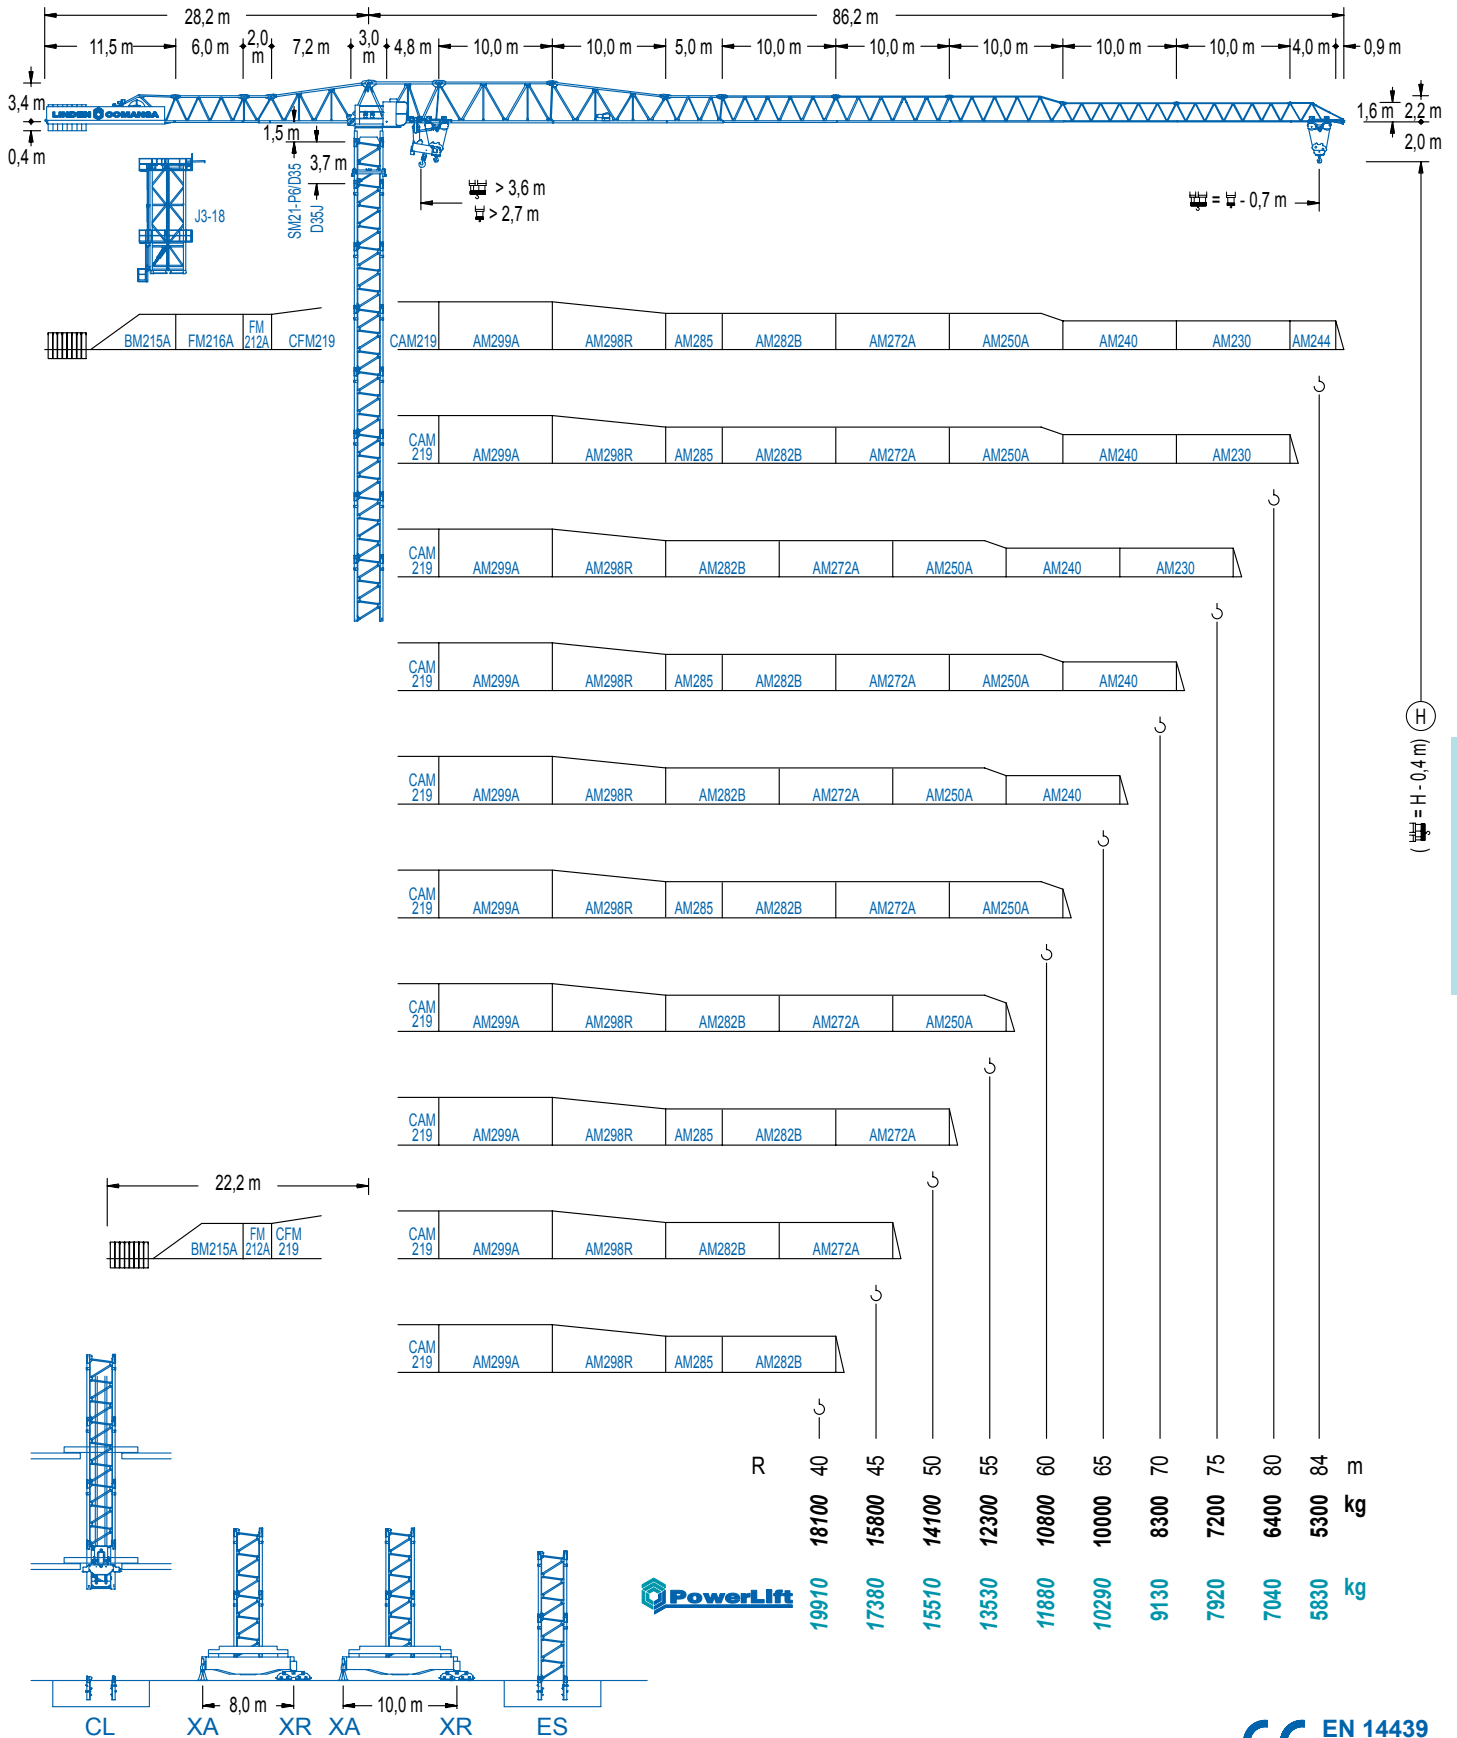 28,2 m 86,2 m
11,5 m 6,0 m 2,0 m 7,2 m 3,0 m 4,8 m 10,0 m 10,0 m 5,0 m 10,0 m 10,0 m 10,0 m 10,0 m 10,0 m 4,0 m 0,9 m
3,4 m LINDEN COMANSA 1,6 m 2,2 m
0,4 m 1,5 m 2,0 m
3,7 m
SM21-P6/D35
D35J
J3-18
> 3,6 m
> 2,7 m
= - 0,7 m
BM215A FM216A FM 212A CFM219 CAM219 AM299A AM298R AM285 AM282B AM272A AM250A AM240 AM230 AM244
CAM 219 AM299A AM298R AM285 AM282B AM272A AM250A AM240 AM230
CAM 219 AM299A AM298R AM282B AM272A AM250A AM240 AM230
CAM 219 AM299A AM298R AM285 AM282B AM272A AM250A AM240
H
( = H - 0,4 m)
CAM 219 AM299A AM298R AM282B AM272A AM250A AM240
CAM 219 AM299A AM298R AM285 AM282B AM272A AM250A
CAM 219 AM299A AM298R AM282B AM272A AM250A
CAM 219 AM299A AM298R AM285 AM282B AM272A
22,2 m
BM215A FM 212A CFM 219 CAM 219 AM299A AM298R AM282B AM272A
CAM 219 AM299A AM298R AM285 AM282B
R 40 45 50 55 60 65 70 75 80 84 m
18100 15800 14100 12300 10800 10000 8300 7200 6400 5300 kg
PowerLift 19910 17380 15510 13530 11880 10290 9130 7920 7040 5830 kg
8,0 m 10,0 m
CL XA XR XA XR ES
CE EN 14439